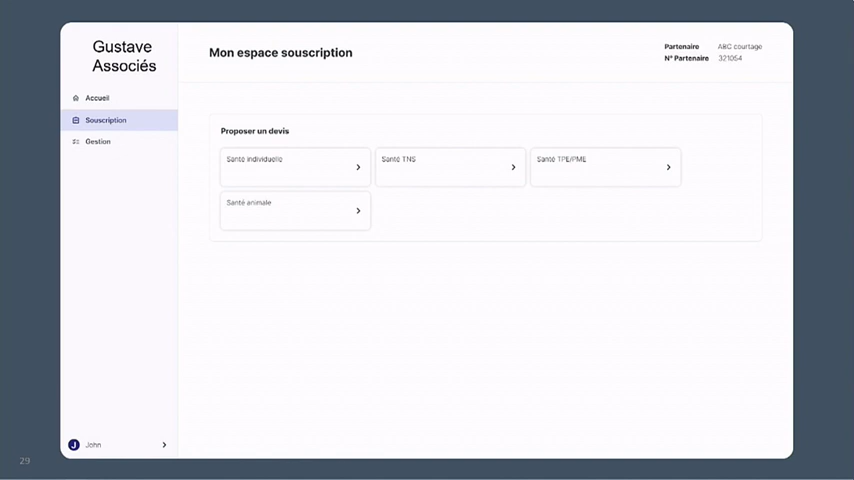 Gustave
Associés
Mon espace souscription
Partenaire ABC courtage
N° Partenaire 321054
Accueil
Souscription
Gestion
Proposer un devis
Santé individuelle
Santé TNS
Santé TPE/PME
Santé animale
J John
29